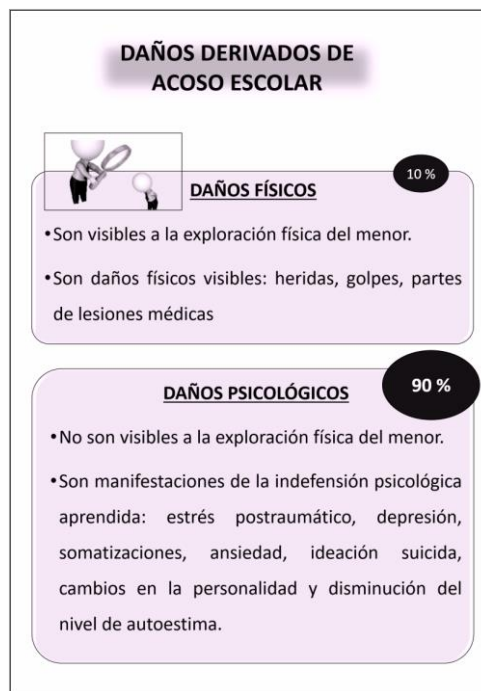 DAÑOS DERIVADOS DE
ACOSO ESCOLAR
10 %
DAÑOS FÍSICOS
•Son visibles a la exploración física del menor.
•Son daños físicos visibles: heridas, golpes, partes
de lesiones médicas
90 %
DAÑOS PSICOLÓGICOS
•No son visibles a la exploración física del menor.
•Son manifestaciones de la indefensión psicológica
aprendida: estrés postraumático, depresión,
somatizaciones, ansiedad, ideación suicida,
cambios en la personalidad y disminución del
nivel de autoestima.